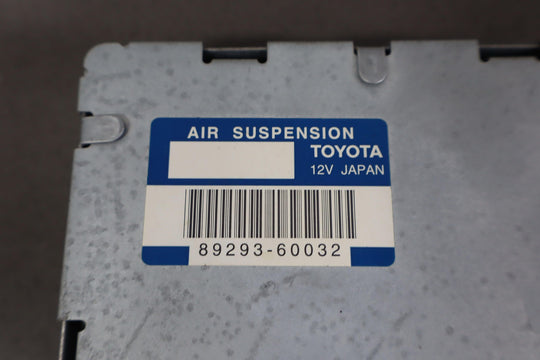 AIR SUSPENSION
TOYOTA
12V JAPAN
89293-60032